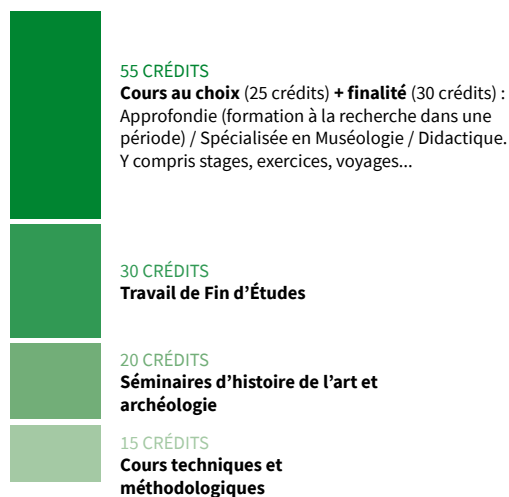 55 CRÉDITS
Cours au choix (25 crédits) + finalité (30 crédits) :
Approfondie (formation à la recherche dans une
période) / Spécialisée en Muséologie / Didactique.
Y compris stages, exercices, voyages...
30 CRÉDITS
Travail de Fin d’Études
20 CRÉDITS
Séminaires d’histoire de l’art et
archéologie
15 CRÉDITS
Cours techniques et
méthodologiques